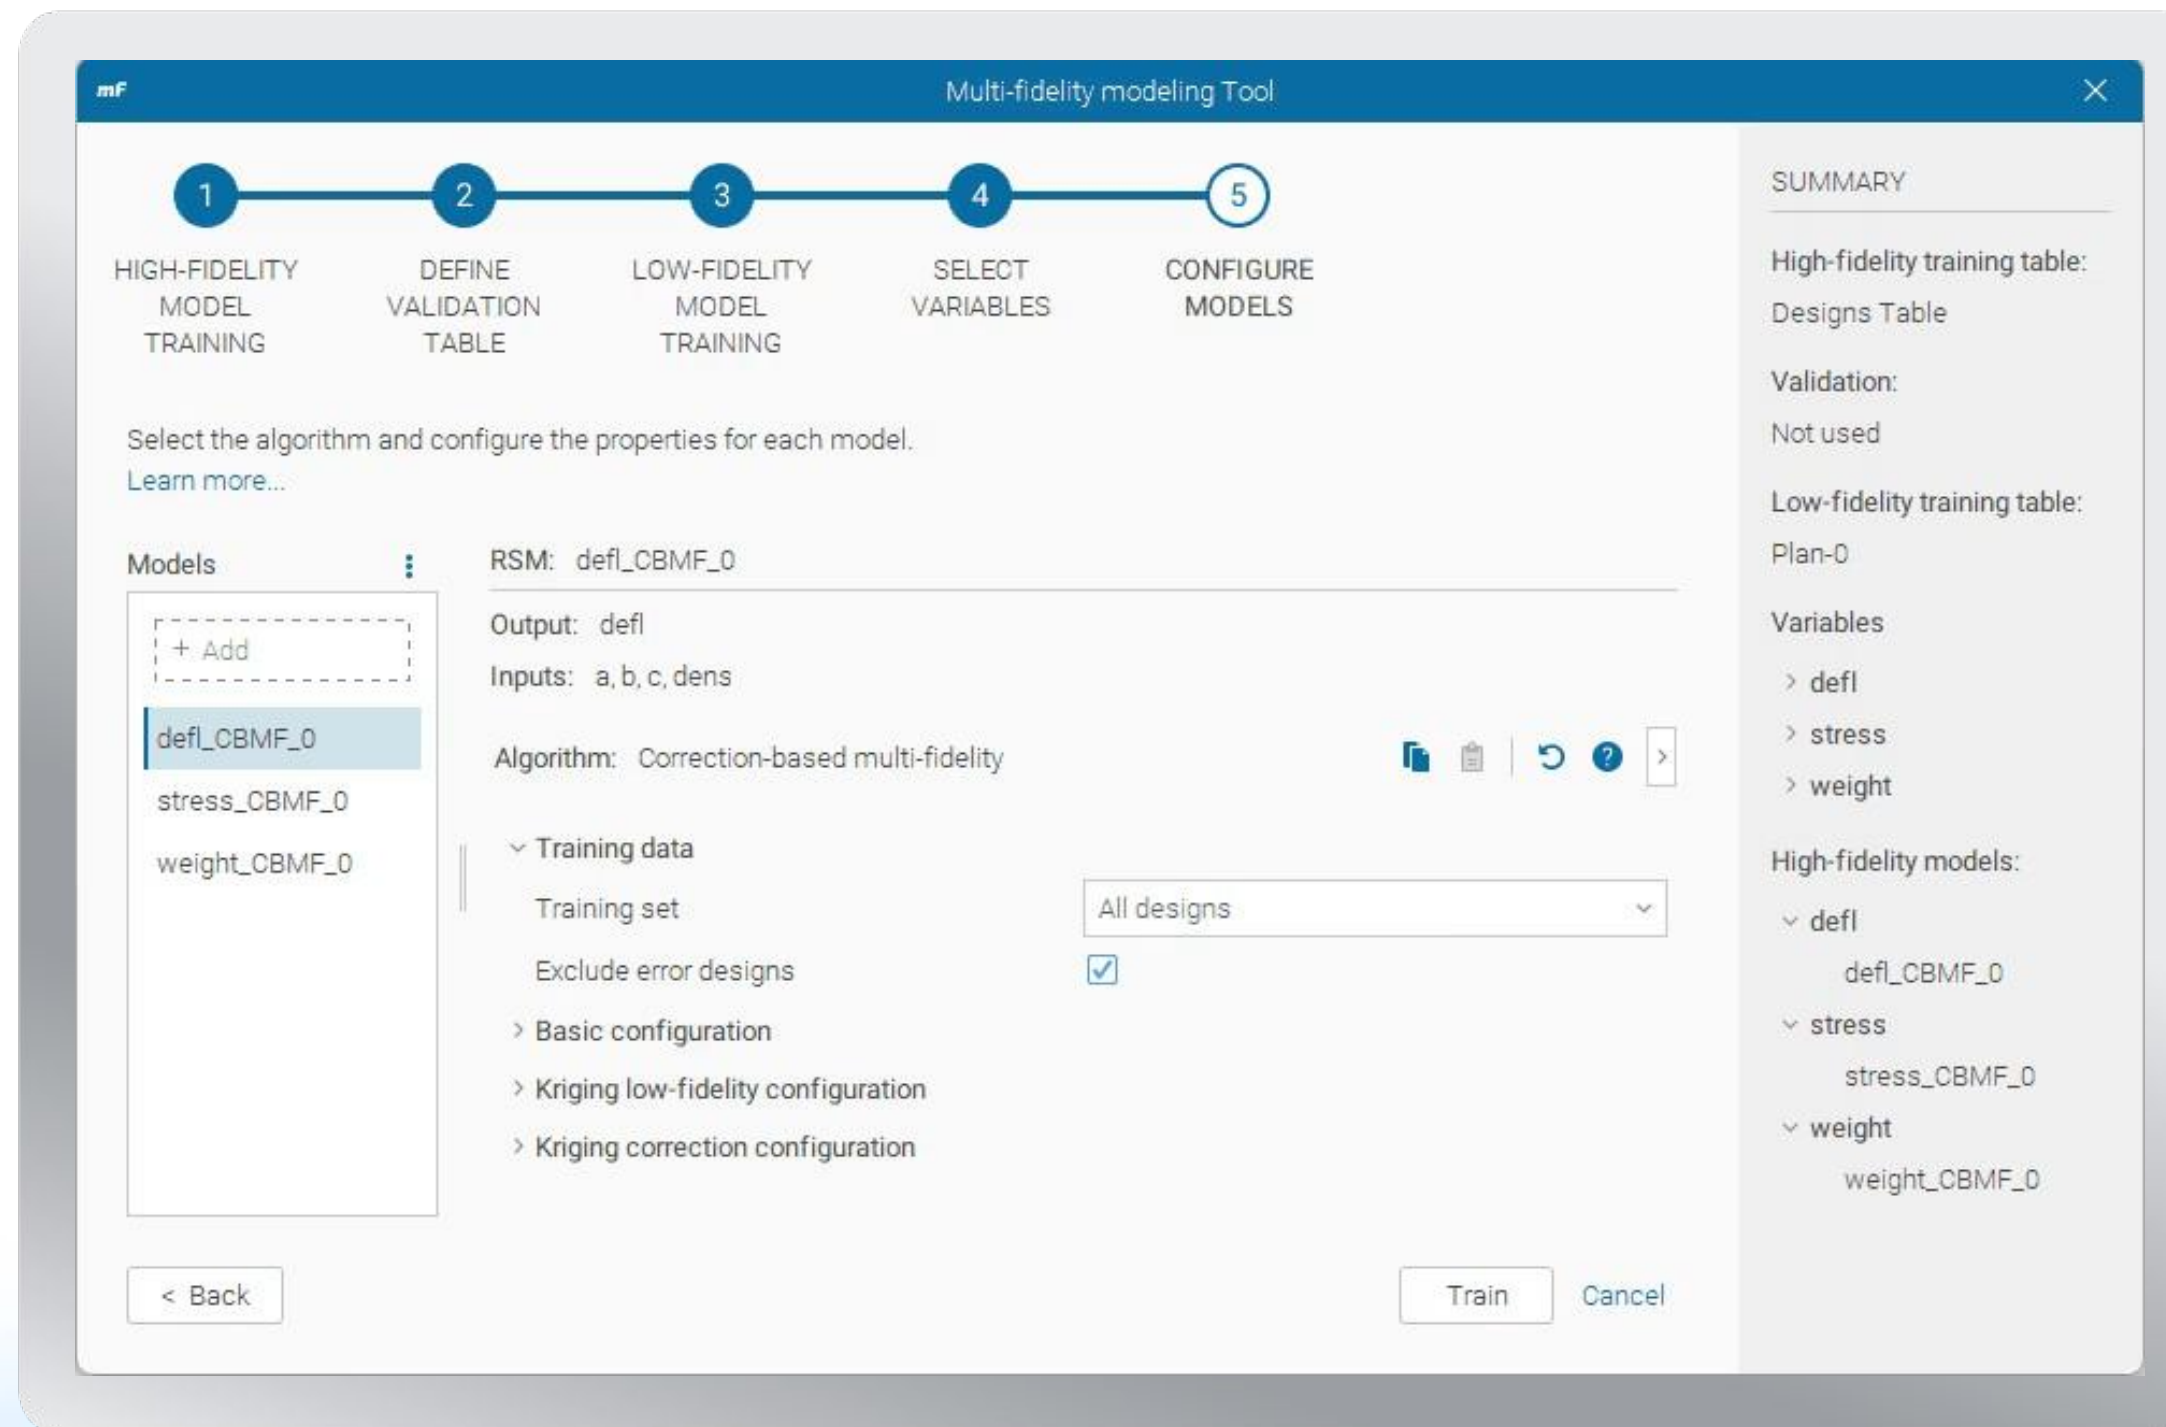 mF
Multi-fidelity modeling Tool
1
2
3
4
5
HIGH-FIDELITY
MODEL
TRAINING
DEFINE
VALIDATION
TABLE
LOW-FIDELITY
MODEL
TRAINING
SELECT
VARIABLES
CONFIGURE
MODELS
Select the algorithm and configure the properties for each model.
Learn more...
Models
+ Add
defl_CBMF_0
stress_CBMF_0
weight_CBMF_0
RSM: defl_CBMF_0
Output: defl
Inputs: a, b, c, dens
Algorithm: Correction-based multi-fidelity
?
>
Training data
Training set
All designs
Exclude error designs
> Basic configuration
> Kriging low-fidelity configuration
> Kriging correction configuration
< Back
Train
Cancel
SUMMARY
High-fidelity training table:
Designs Table
Validation:
Not used
Low-fidelity training table:
Plan-0
Variables
> defl
> stress
> weight
High-fidelity models:
defl
defl_CBMF_0
stress
stress_CBMF_0
weight
weight_CBMF_0